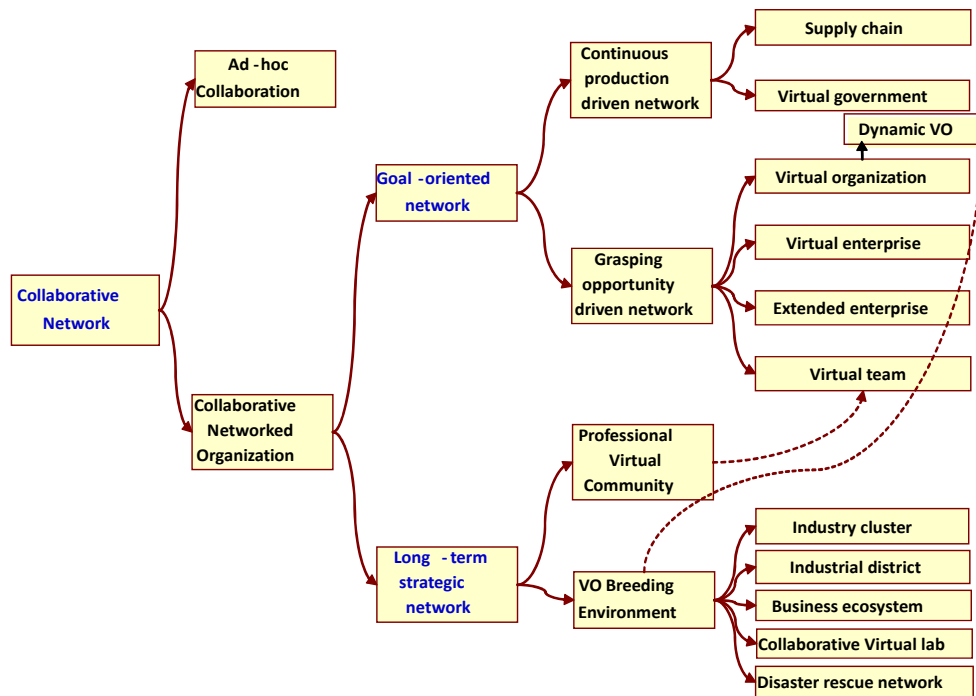 Ad -hoc
Collaboration
Collaborative
Network
Collaborative
Networked
Organization
Goal -oriented
network
Long - term
strategic
network
Continuous
production
driven network
Grasping
opportunity
driven network
Professional
Virtual
Community
VO Breeding
Environment
Supply chain
Virtual government
Dynamic VO
Virtual organization
Virtual enterprise
Extended enterprise
Virtual team
Industry cluster
Industrial district
Business ecosystem
Collaborative Virtual lab
Disaster rescue network